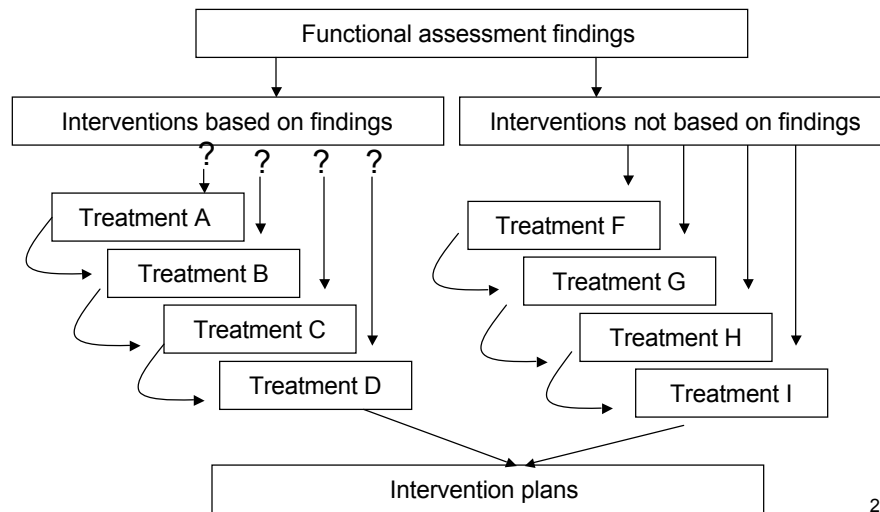 Functional assessment findings
Interventions based on findings
Interventions not based on findings
? ? ? ?
Treatment A
Treatment F
Treatment B
Treatment G
Treatment C
Treatment H
Treatment D
Treatment I
Intervention plans
2